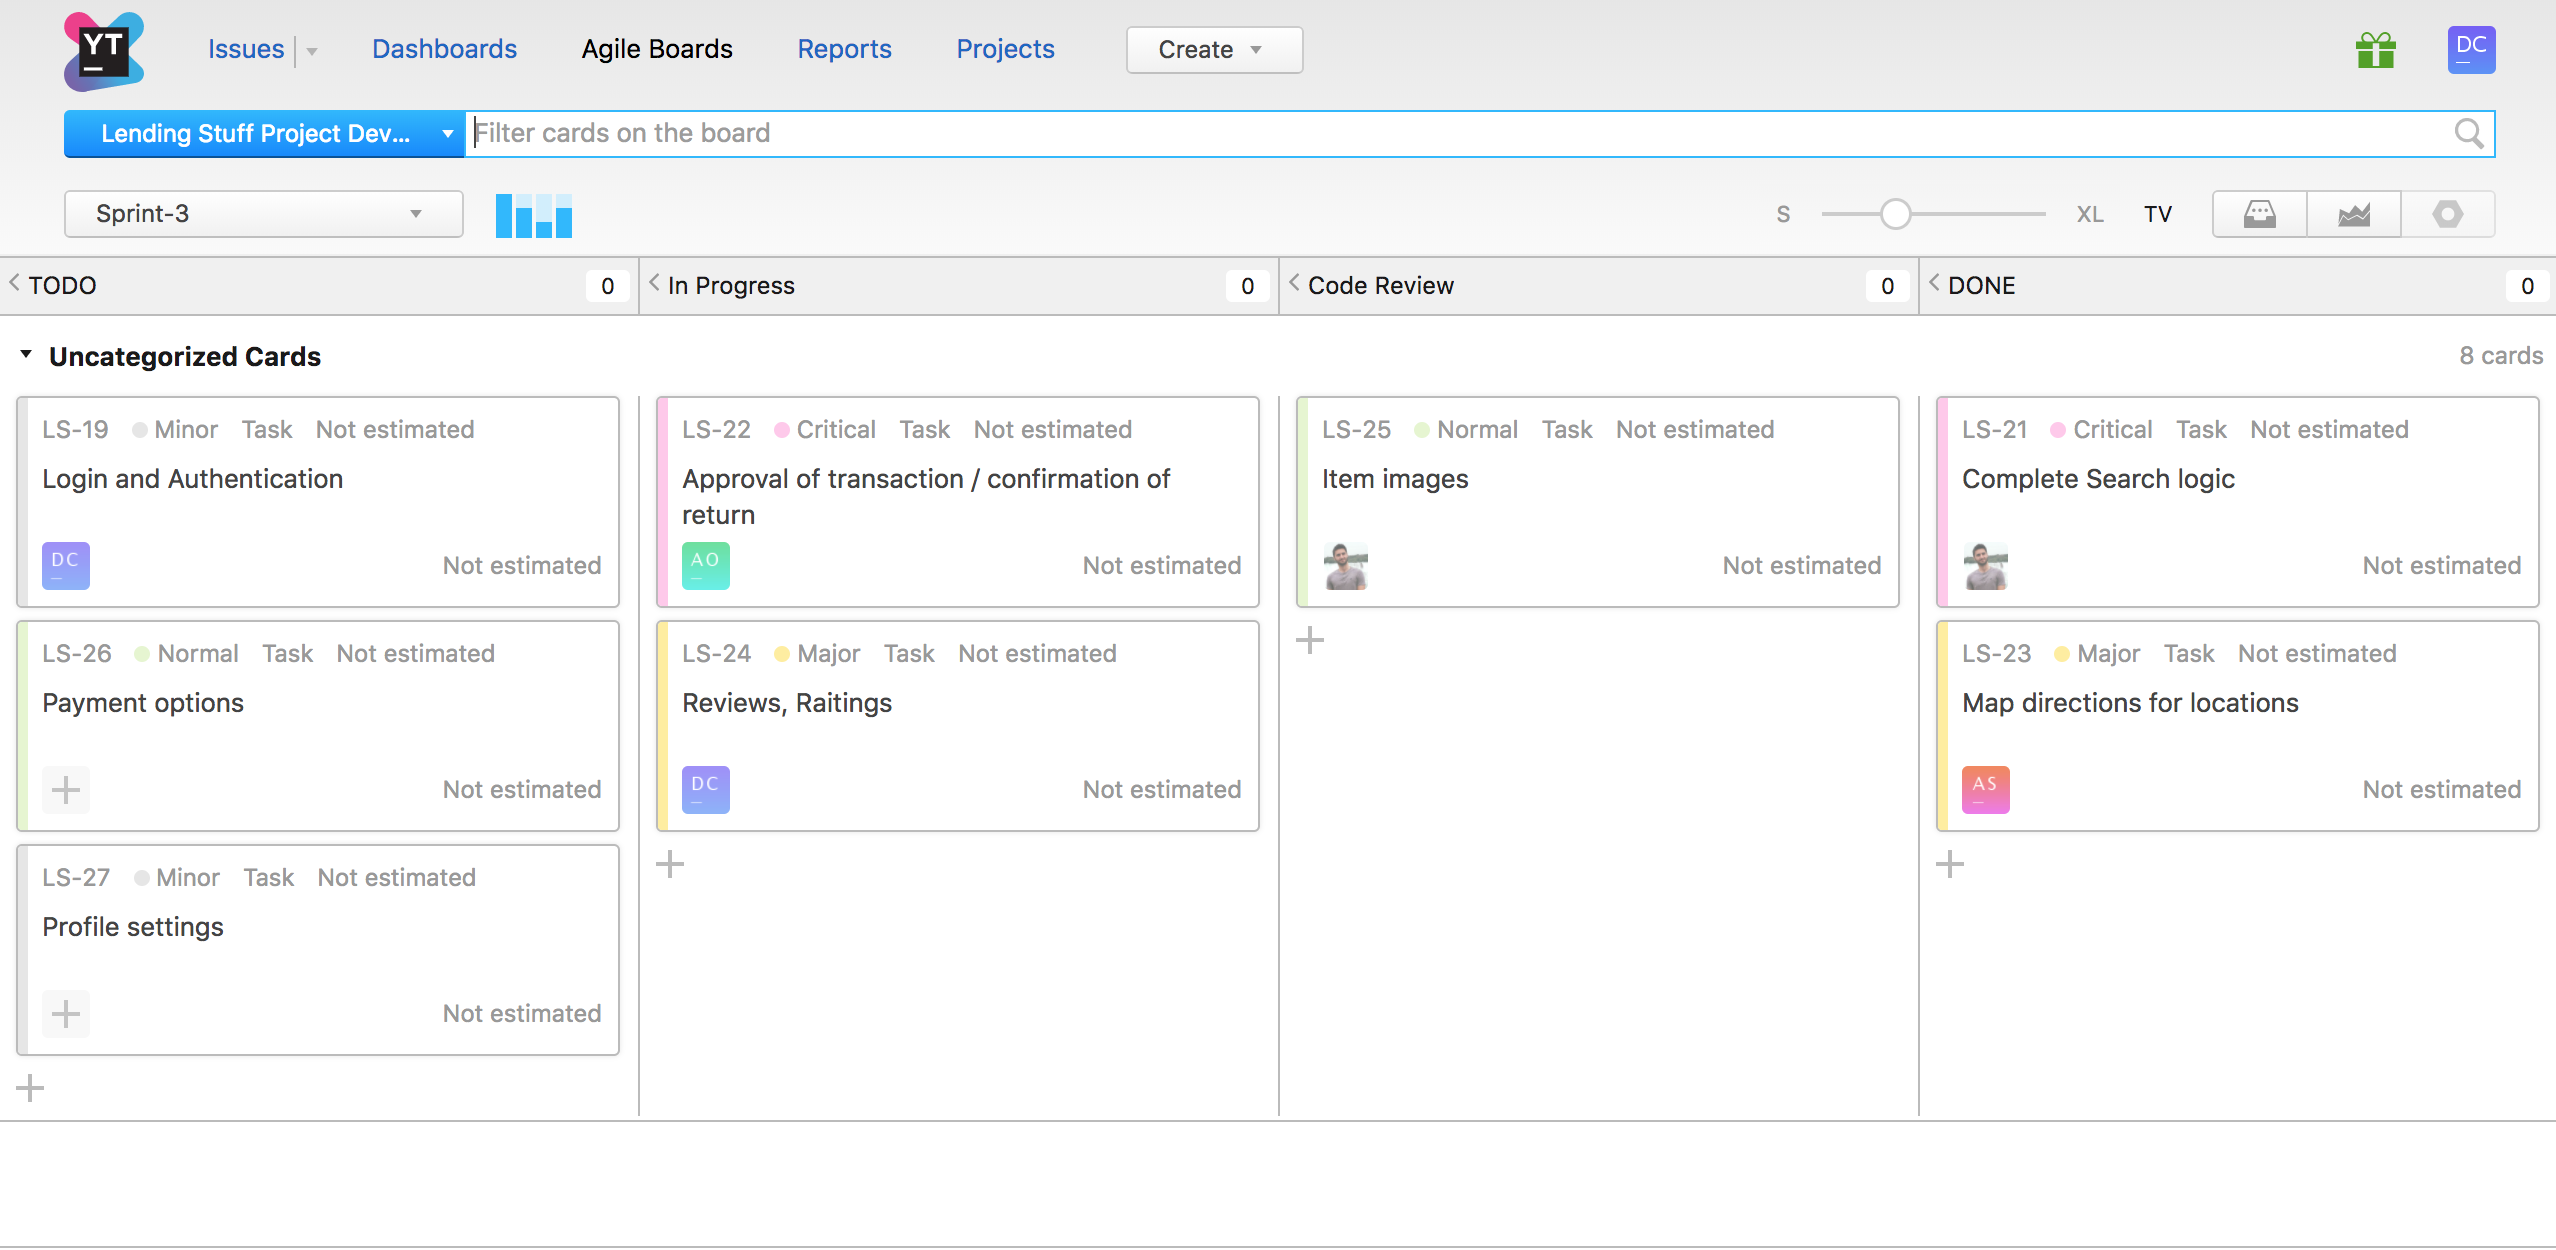 YT
Issues Dashboards Agile Boards Reports Projects Create DC
Lending Stuff Project Dev... Filter cards on the board
Sprint-3 S XL TV
TODO 0 In Progress 0 Code Review 0 DONE 0
Uncategorized Cards 8 cards
LS-19 Minor Task Not estimated
Login and Authentication
DC Not estimated
LS-26 Normal Task Not estimated
Payment options
Not estimated
LS-27 Minor Task Not estimated
Profile settings
Not estimated
LS-22 Critical Task Not estimated
Approval of transaction / confirmation of
return
AO Not estimated
LS-24 Major Task Not estimated
Reviews, Raitings
DC Not estimated
LS-25 Normal Task Not estimated
Item images
Not estimated
LS-21 Critical Task Not estimated
Complete Search logic
Not estimated
LS-23 Major Task Not estimated
Map directions for locations
AS Not estimated